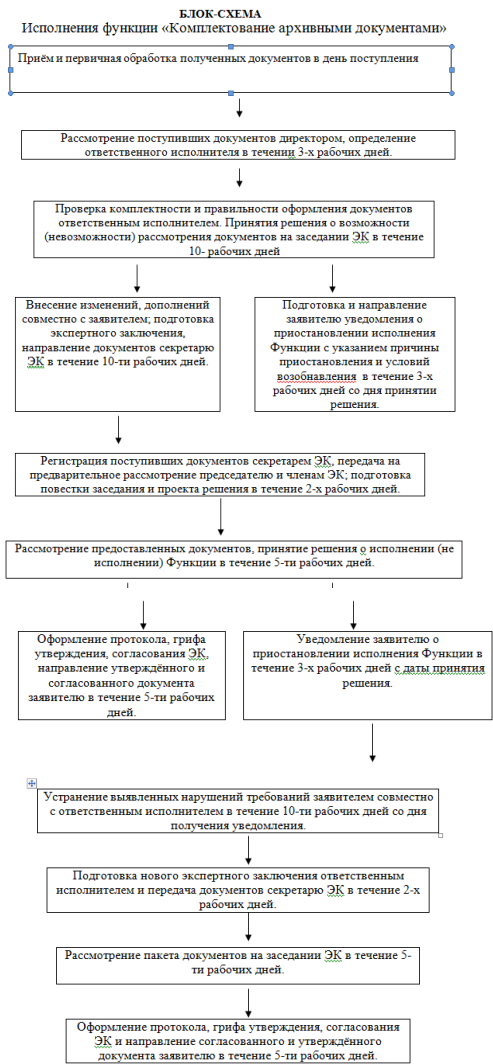 БЛОК-СХЕМА
Исполнения функции «Комплектование архивными документами»
Приём и первичная обработка полученных документов в день поступления
Рассмотрение поступивших документов директором, определение
ответственного исполнителя в течении 3-х рабочих дней.
Проверка комплектности и правильности оформления документов
ответственным исполнителем. Принятия решения о возможности
(невозможности) рассмотрения документов на заседании ЭК в течение
10- рабочих дней
Внесение изменений, дополнений
совместно с заявителем; подготовка
экспертного заключения,
направление документов секретарю
ЭК в течение 10-ти рабочих дней.
Подготовка и направление
заявителю уведомления о
приостановлении исполнения
Функции с указанием причины
приостановления и условий
возобнавления в течение 3-х
рабочих дней со дня принятии
решения.
Регистрация поступивших документов секретарем ЭК, передача на
предварительное рассмотрение председателю и членам ЭК; подготовка
повестки заседания и проекта решения в течение 2-х рабочих дней.
Рассмотрение предоставленных документов, принятие решения о исполнении (не
исполнении) Функции в течение 5-ти рабочих дней.
Оформление протокола, грифа
утверждения, согласования ЭК,
направление утверждённого и
согласованного документа
заявителю в течение 5-ти рабочих
дней.
Уведомление заявителю о
приостановлении исполнения Функции в
течение 3-х рабочих дней с даты принятия
решения.
Устранение выявленных нарушений требований заявителем совместно
с ответственным исполнителем в течение 10-ти рабочих дней со дня
получения уведомления.
Подготовка нового экспертного заключения ответственным
исполнителем и передача документов секретарю ЭК в течение 2-х
рабочих дней.
Рассмотрение пакета документов на заседании ЭК в течение 5-
ти рабочих дней.
Оформление протокола, грифа утверждения, согласования
ЭК и направление согласованного и утверждённого
документа заявителю в течение 5-ти рабочих дней.